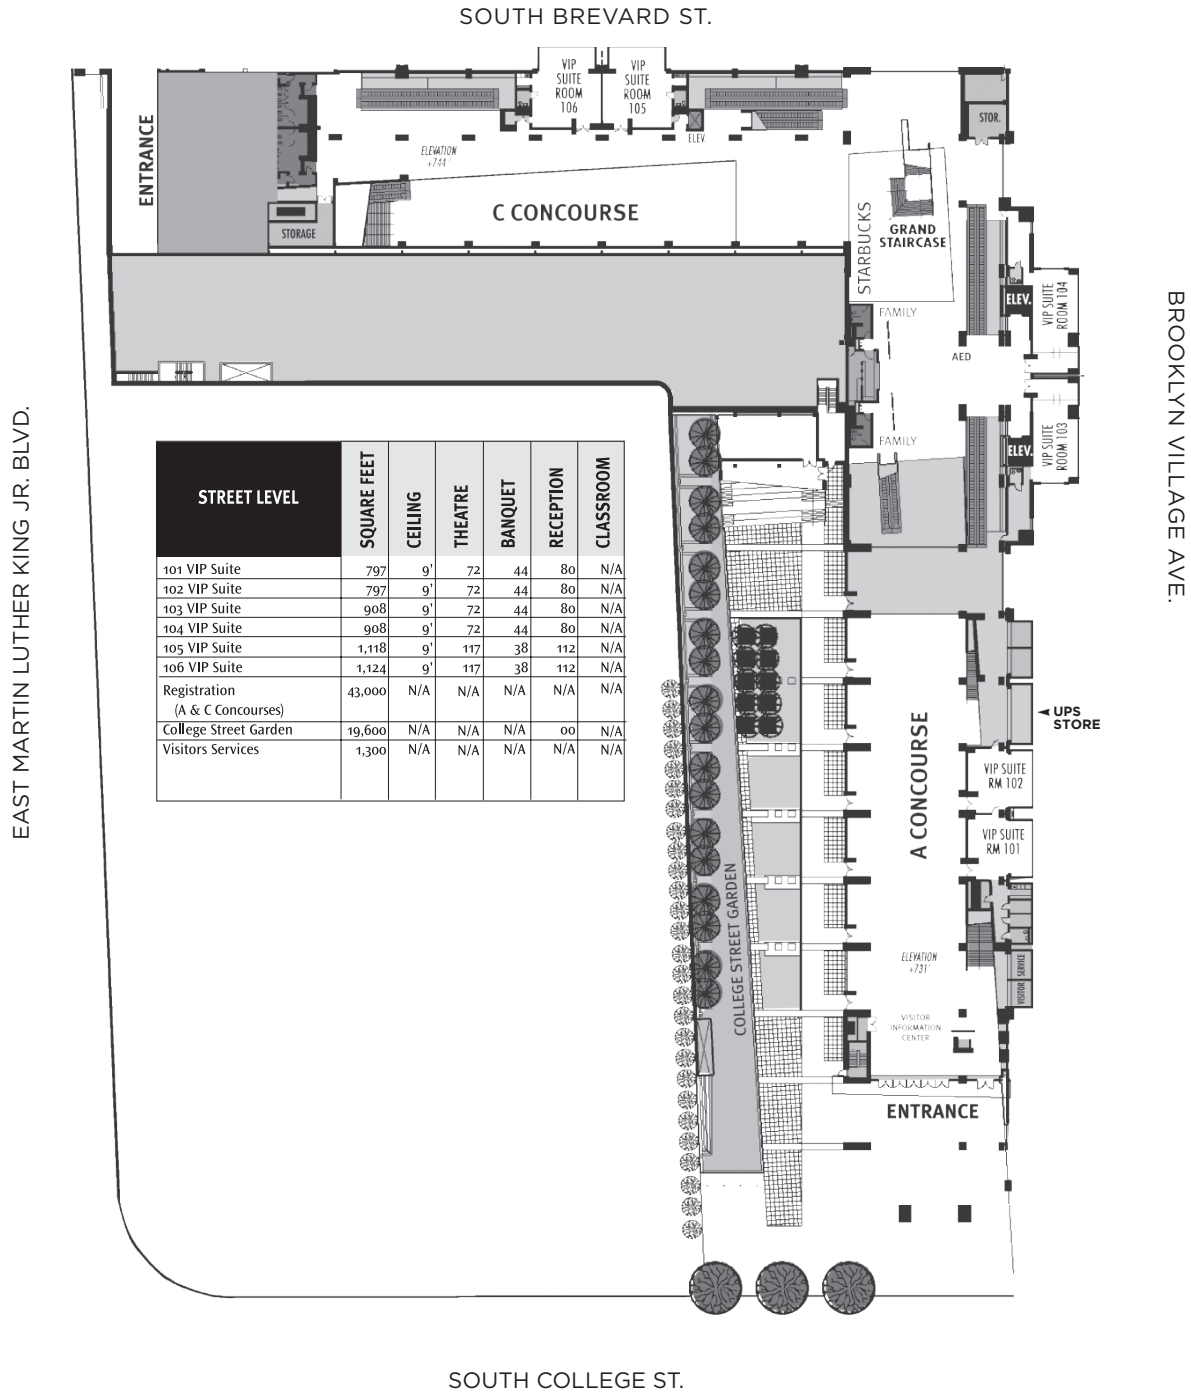 SOUTH BREVARD ST.
VIP
SUITE
ROOM
106
VIP
SUITE
ROOM
105
STOR.
ENTRANCE
ELEV.
ELEVATION
+744'
C CONCOURSE
STORAGE
STARBUCKS
GRAND
STAIRCASE
ELEV.
VIP SUITE
ROOM 104
FAMILY
AED
BROOKLYN VILLAGE AVE.
EAST MARTIN LUTHER KING JR. BLVD.
FAMILY
ELEV.
VIP SUITE
ROOM 103
STREET LEVEL SQUARE FEET CEILING THEATRE BANQUET RECEPTION CLASSROOM
101 VIP Suite 797 9' 72 44 80 N/A
102 VIP Suite 797 9' 72 44 80 N/A
103 VIP Suite 908 9' 72 44 80 N/A
104 VIP Suite 908 9' 72 44 80 N/A
105 VIP Suite 1,118 9' 117 38 112 N/A
106 VIP Suite 1,124 9' 117 38 112 N/A
Registration 43,000 N/A N/A N/A N/A N/A
(A & C Concourses)
College Street Garden 19,600 N/A N/A N/A 00 N/A
Visitors Services 1,300 N/A N/A N/A N/A N/A
UPS
STORE
A CONCOURSE
VIP SUITE
RM 102
VIP SUITE
RM 101
COLLEGE STREET GARDEN
ELEVATION
+731'
VISITOR SERVICE
VISITOR
INFORMATION
CENTER
ENTRANCE
SOUTH COLLEGE ST.